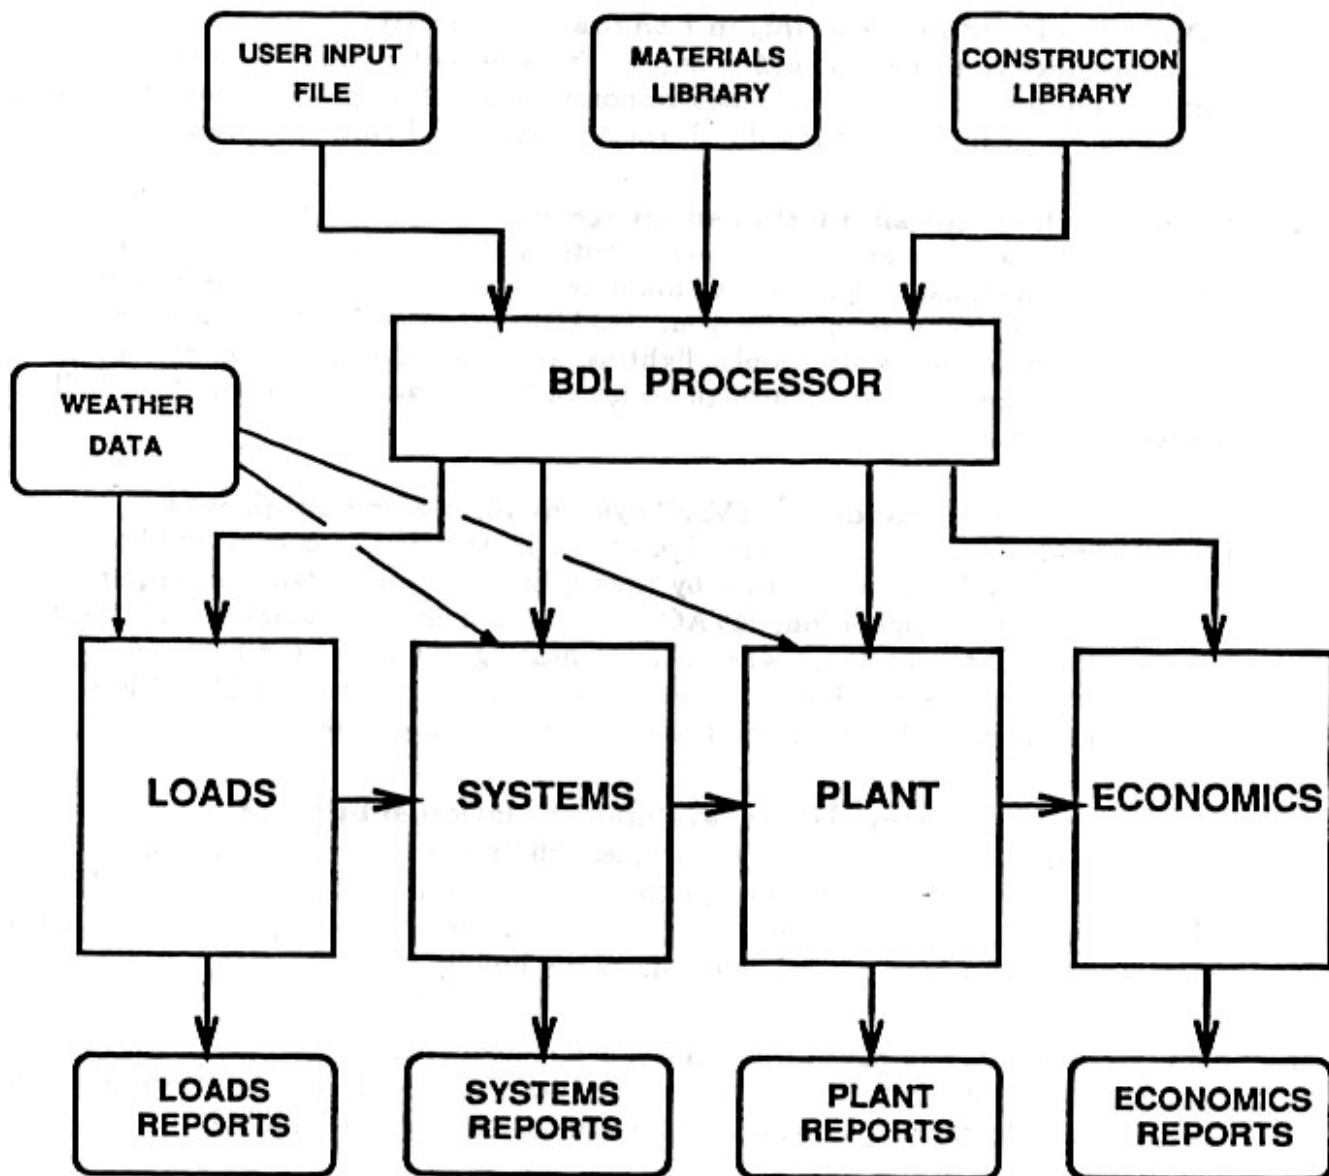 USER INPUT
FILE
MATERIALS
LIBRARY
CONSTRUCTION
LIBRARY
BDL PROCESSOR
WEATHER
DATA
LOADS
SYSTEMS
PLANT
ECONOMICS
LOADS
REPORTS
SYSTEMS
REPORTS
PLANT
REPORTS
ECONOMICS
REPORTS